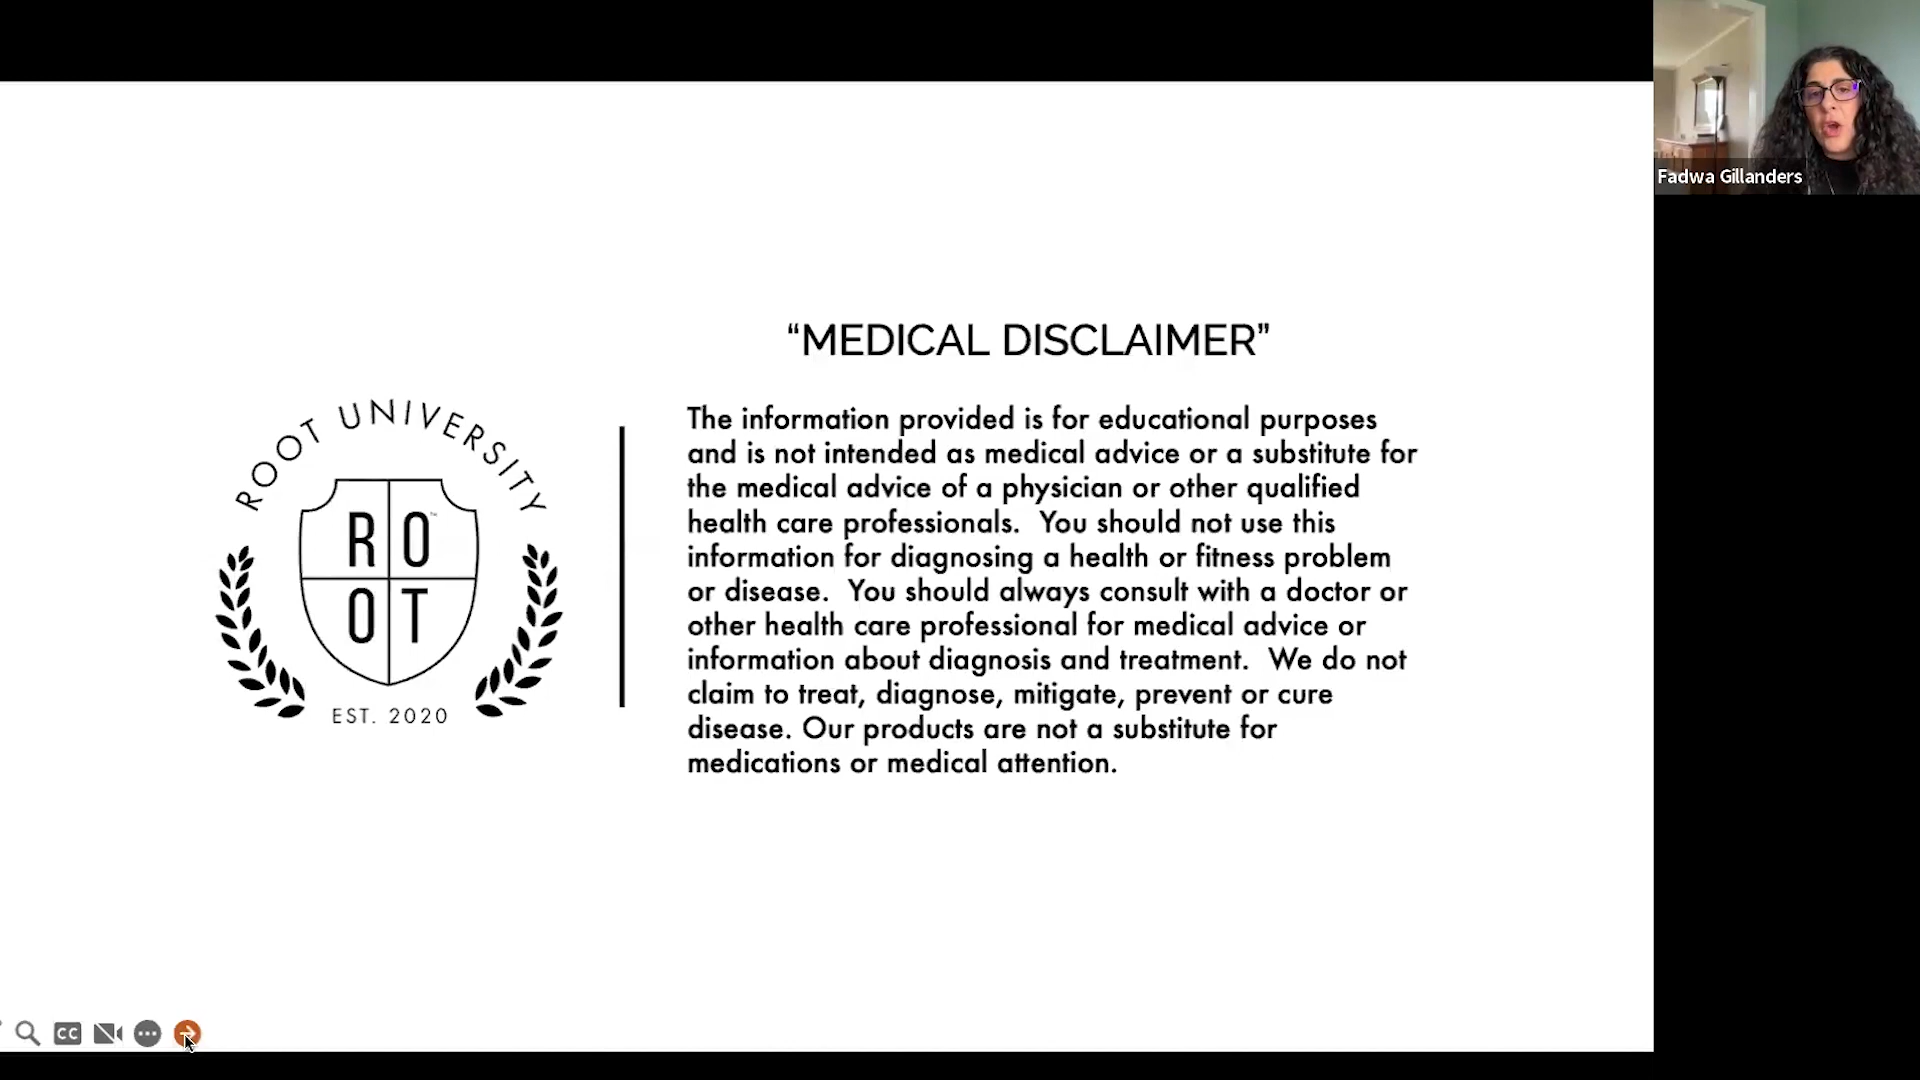 Fadwa Gillanders
“MEDICAL DISCLAIMER”
ROOT UNIVERSITY
R O™
O T
EST. 2020
The information provided is for educational purposes
and is not intended as medical advice or a substitute for
the medical advice of a physician or other qualified
health care professionals.  You should not use this
information for diagnosing a health or fitness problem
or disease.  You should always consult with a doctor or
other health care professional for medical advice or
information about diagnosis and treatment.  We do not
claim to treat, diagnose, mitigate, prevent or cure
disease. Our products are not a substitute for
medications or medical attention.
CC